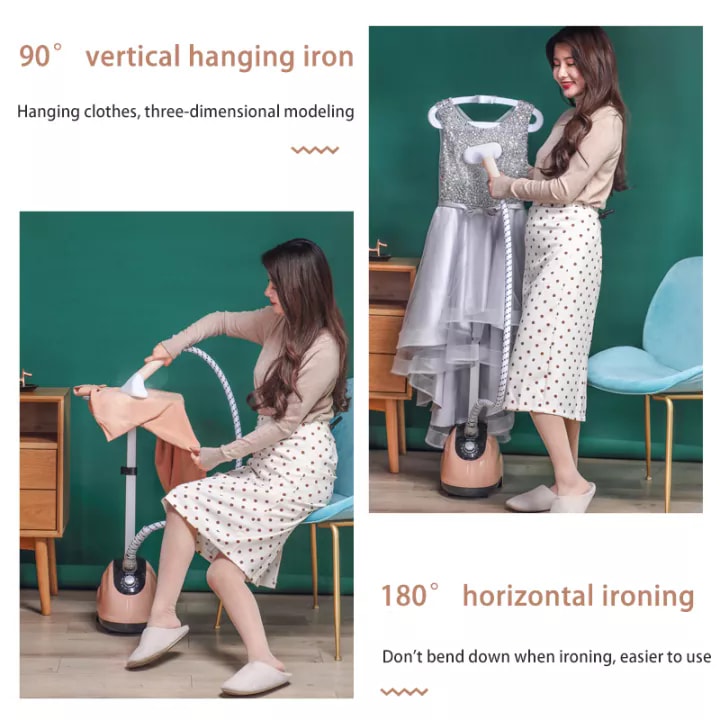 90° vertical hanging iron
Hanging clothes, three-dimensional modeling
180° horizontal ironing
Don't bend down when ironing, easier to use